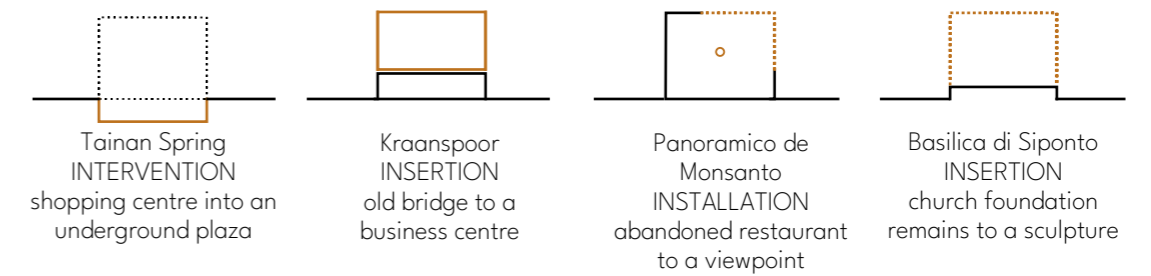 Tainan Spring
INTERVENTION
shopping centre into an
underground plaza
Kraanspoor
INSERTION
old bridge to a
business centre
Panoramico de
Monsanto
INSTALLATION
abandoned restaurant
to a viewpoint
Basilica di Siponto
INSERTION
church foundation
remains to a sculpture